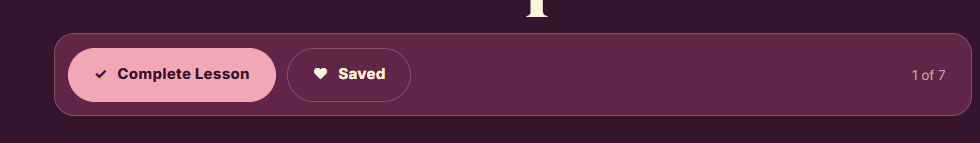 ✓ Complete Lesson
♥ Saved
1 of 7